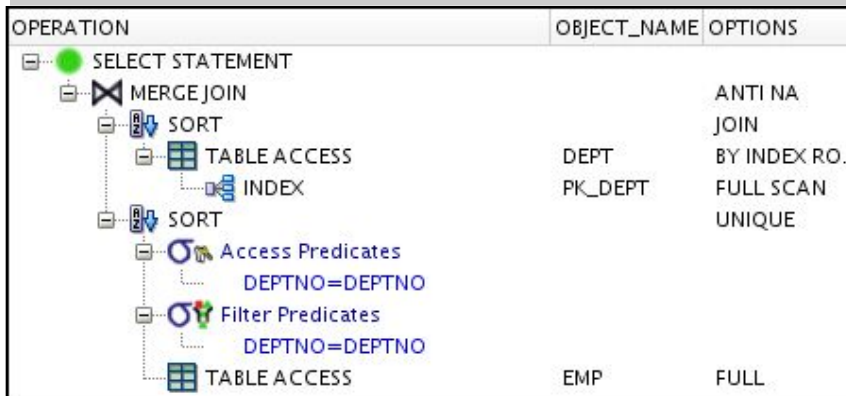 OPERATION OBJECT_NAME OPTIONS
SELECT STATEMENT
MERGE JOIN ANTI NA
SORT JOIN
TABLE ACCESS DEPT BY INDEX RO.
INDEX PK_DEPT FULL SCAN
SORT UNIQUE
Access Predicates
DEPTNO=DEPTNO
Filter Predicates
DEPTNO=DEPTNO
TABLE ACCESS EMP FULL